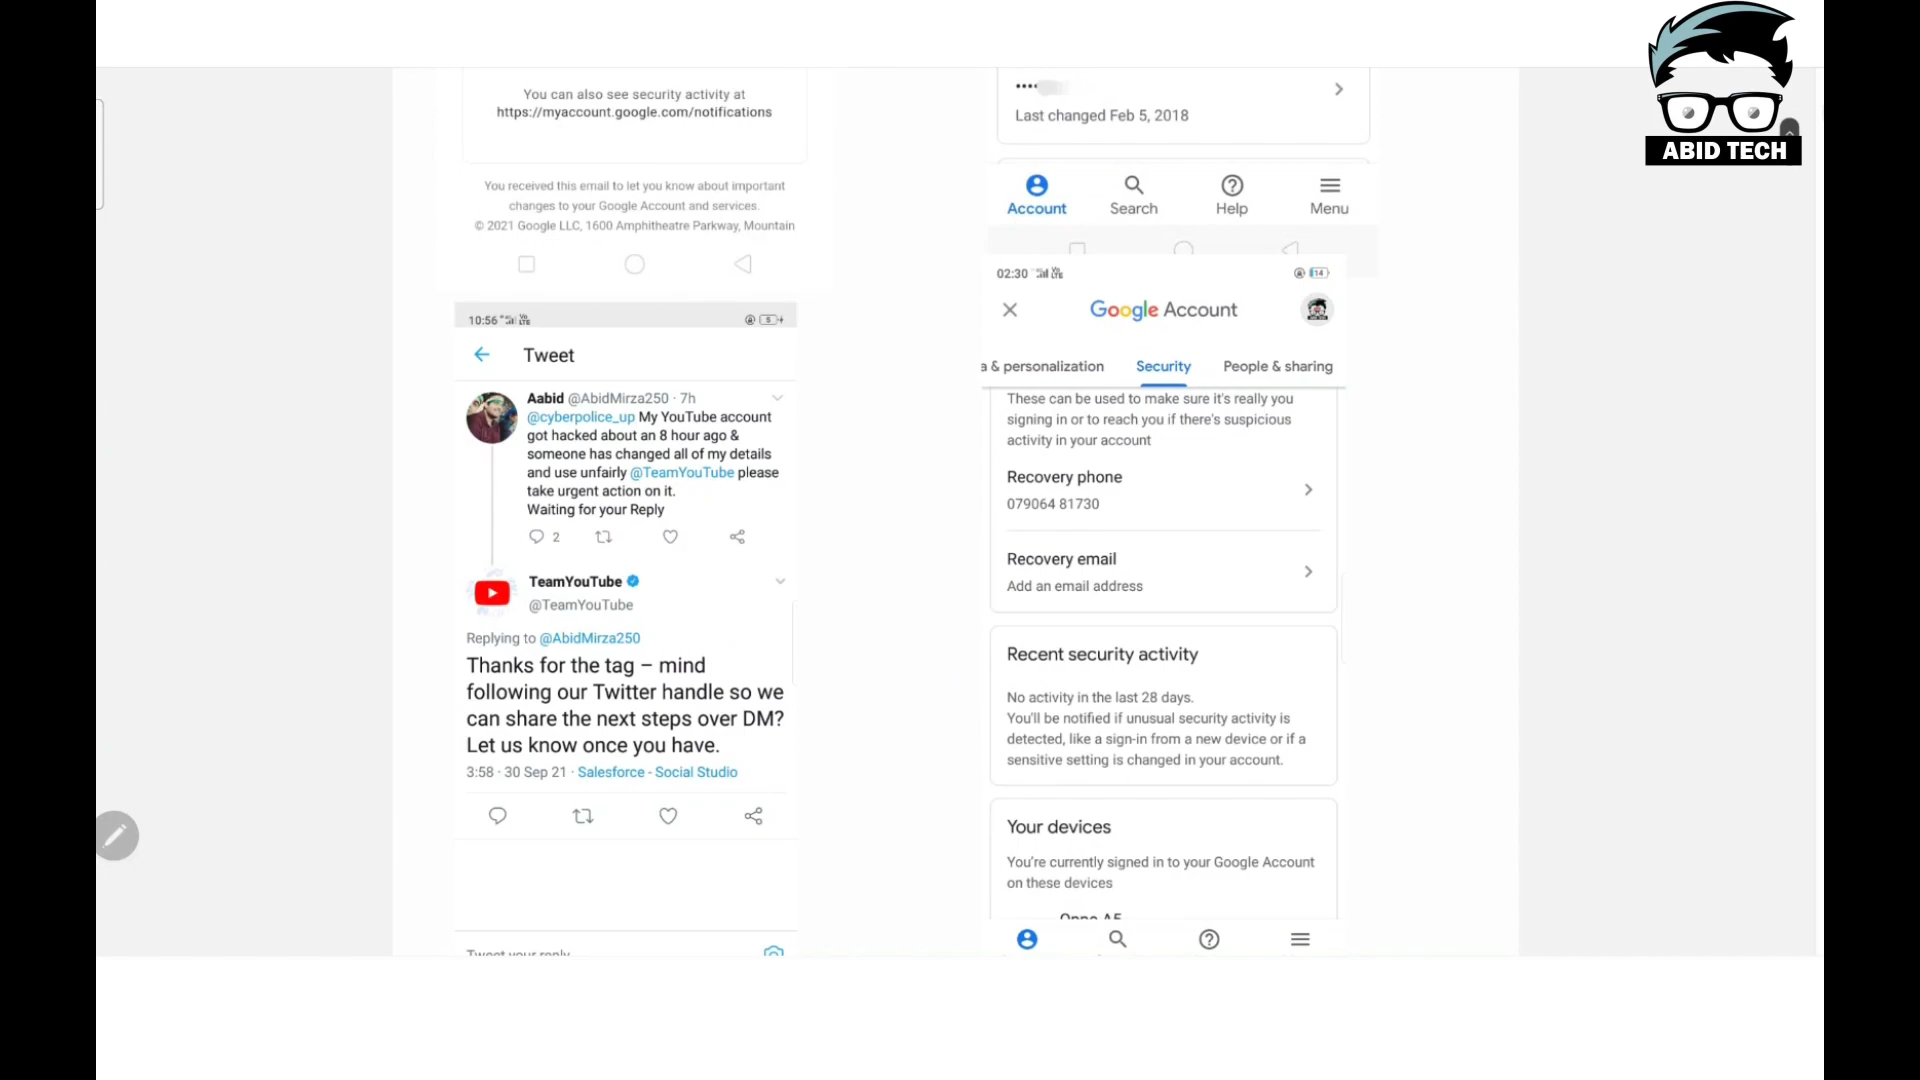 ABID TECH
You can also see security activity at
https://myaccount.google.com/notifications
You received this email to let you know about important
changes to your Google Account and services.
© 2021 Google LLC, 1600 Amphitheatre Parkway, Mountain
10:56
Tweet
Aabid @AbidMirza250 · 7h
@cyberpolice_up My YouTube account
got hacked about an 8 hour ago &
someone has changed all of my details
and use unfairly @TeamYouTube please
take urgent action on it.
Waiting for your Reply
2
TeamYouTube
@TeamYouTube
Replying to @AbidMirza250
Thanks for the tag – mind
following our Twitter handle so we
can share the next steps over DM?
Let us know once you have.
3:58 · 30 Sep 21 · Salesforce - Social Studio
Tweet your reply
••••
Last changed Feb 5, 2018
Account Search Help Menu
02:30 14
Google Account
a & personalization Security People & sharing
These can be used to make sure it's really you
signing in or to reach you if there's suspicious
activity in your account
Recovery phone
079064 81730
Recovery email
Add an email address
Recent security activity
No activity in the last 28 days.
You'll be notified if unusual security activity is
detected, like a sign-in from a new device or if a
sensitive setting is changed in your account.
Your devices
You're currently signed in to your Google Account
on these devices
Oppo A5